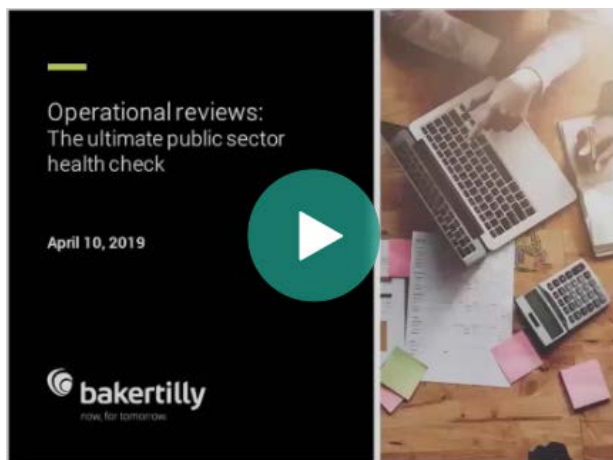 Operational reviews:
The ultimate public sector
health check
April 10, 2019
bakertilly
now, for tomorrow.